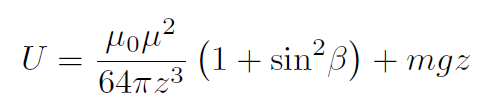 U = \frac{\mu_0 \mu^2}{64\pi z^3} \left(1 + \sin^2 \beta\right) + mgz